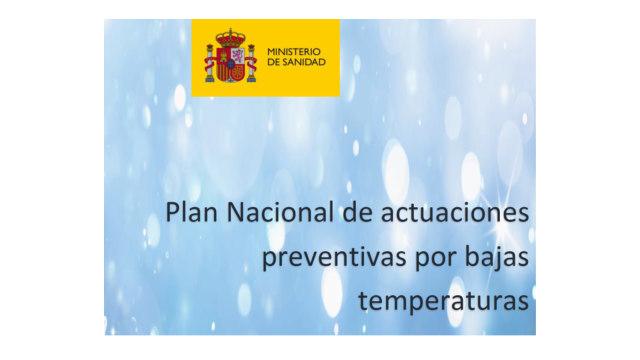 MINISTERIO
DE SANIDAD
Plan Nacional de actuaciones
preventivas por bajas
temperaturas